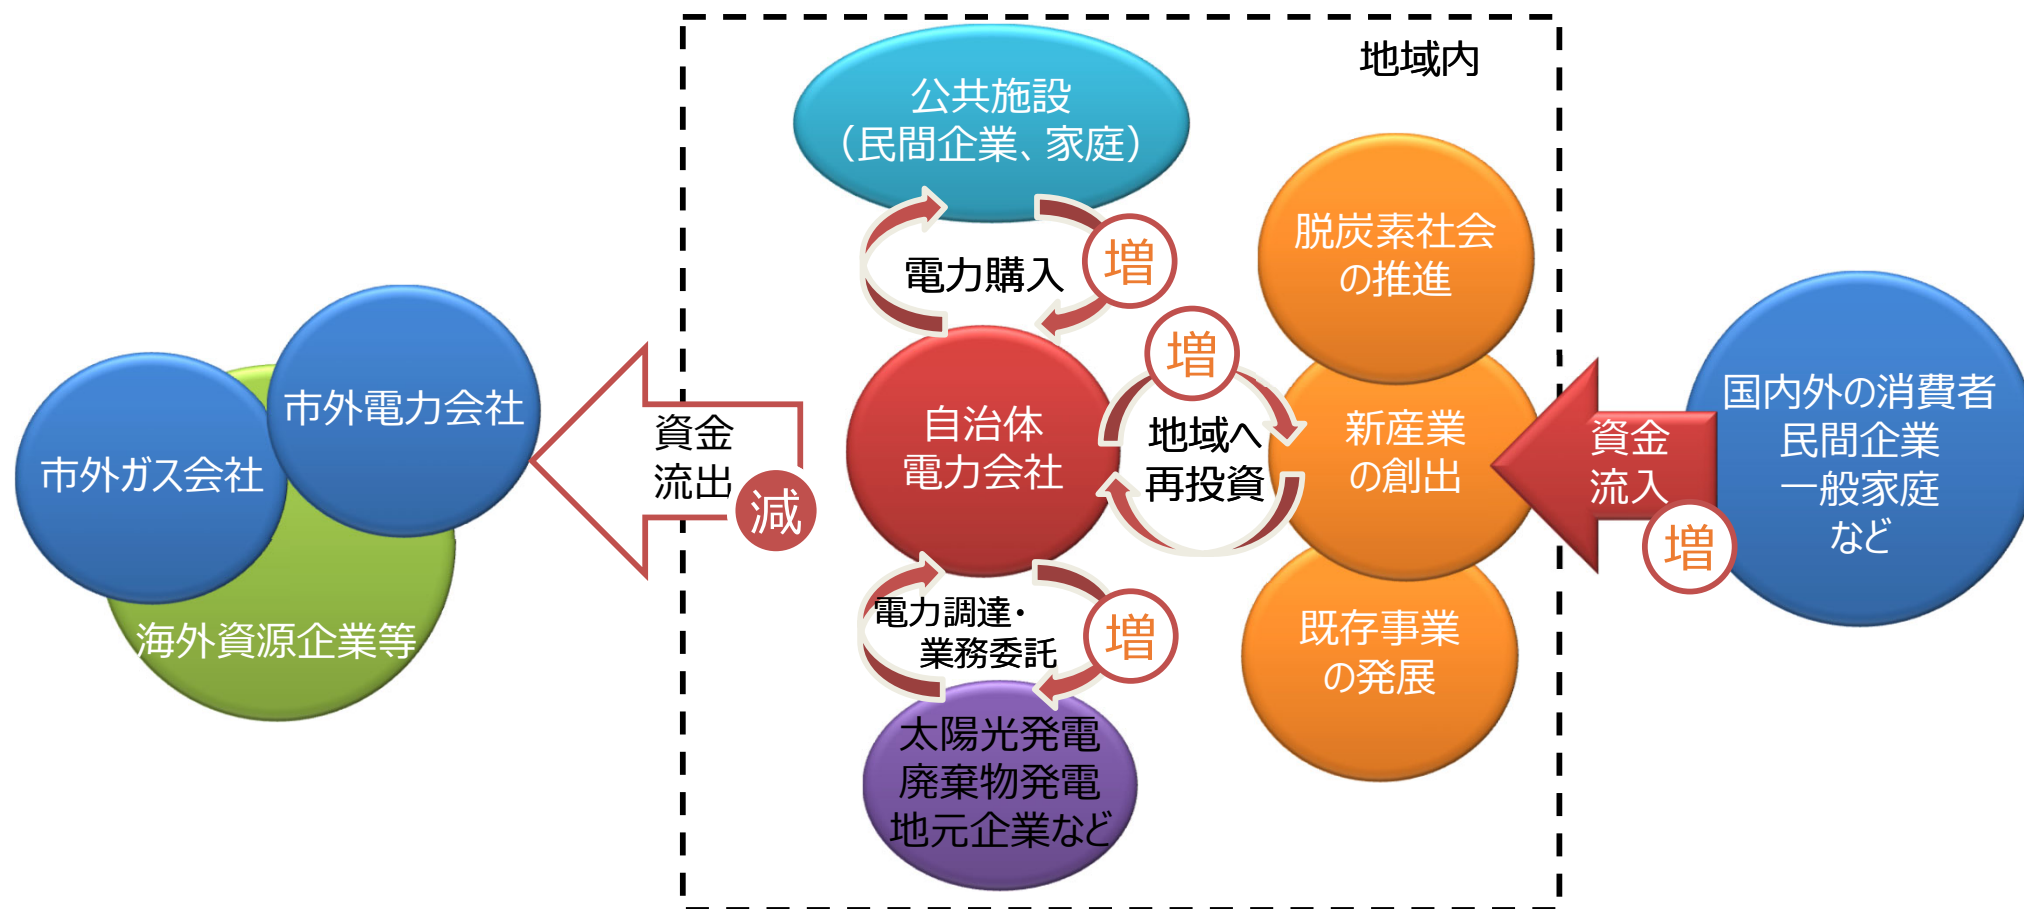 地域内
公共施設
（民間企業、家庭）
電力購入
増
自治体
電力会社
電力調達・
業務委託
増
太陽光発電
廃棄物発電
地元企業など
増
地域へ
再投資
脱炭素社会
の推進
新産業
の創出
既存事業
の発展
資金
流出
減
市外電力会社
市外ガス会社
海外資源企業等
資金
流入
増
国内外の消費者
民間企業
一般家庭
など